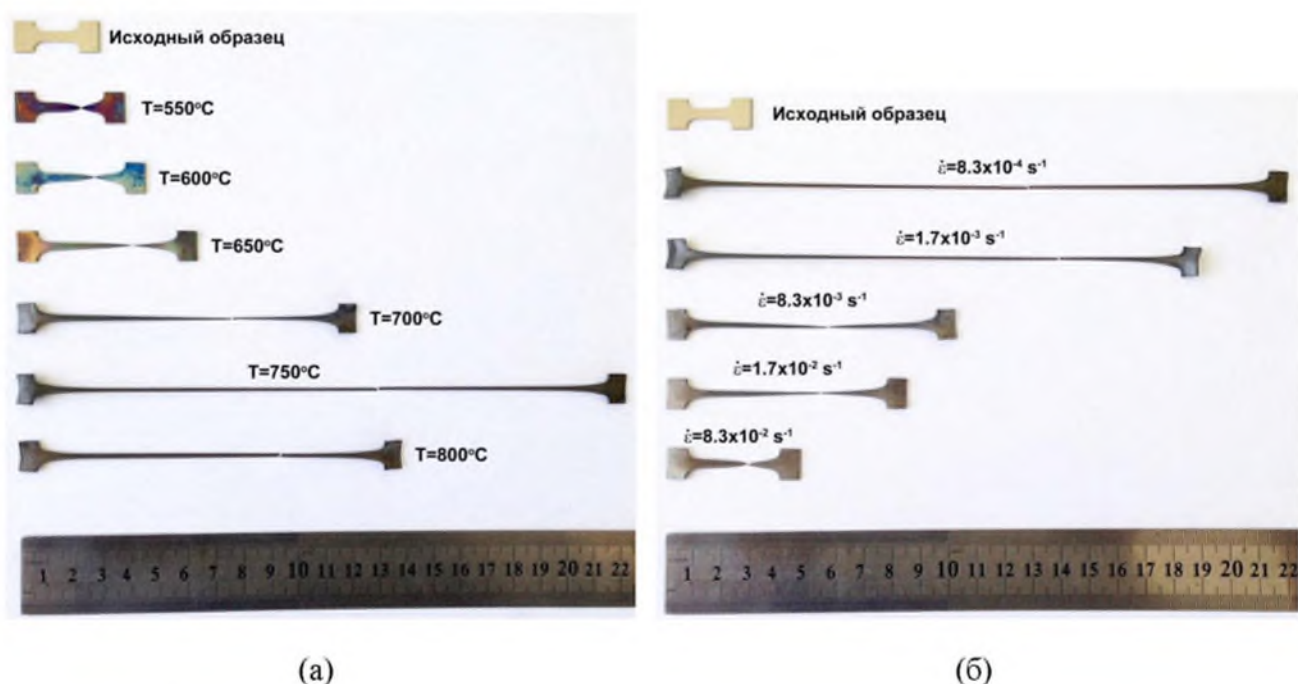 Исходный образец
T=550°C
T=600°C
T=650°C
T=700°C
T=750°C
T=800°C
1 2 3 4 5 6 7 8 9 10 11 12 13 14 15 16 17 18 19 20 21 22
(а)
Исходный образец
ε̇=8.3x10⁻⁴ s⁻¹
ε̇=1.7x10⁻³ s⁻¹
ε̇=8.3x10⁻³ s⁻¹
ε̇=1.7x10⁻² s⁻¹
ε̇=8.3x10⁻² s⁻¹
1 2 3 4 5 6 7 8 9 10 11 12 13 14 15 16 17 18 19 20 21 22
(б)